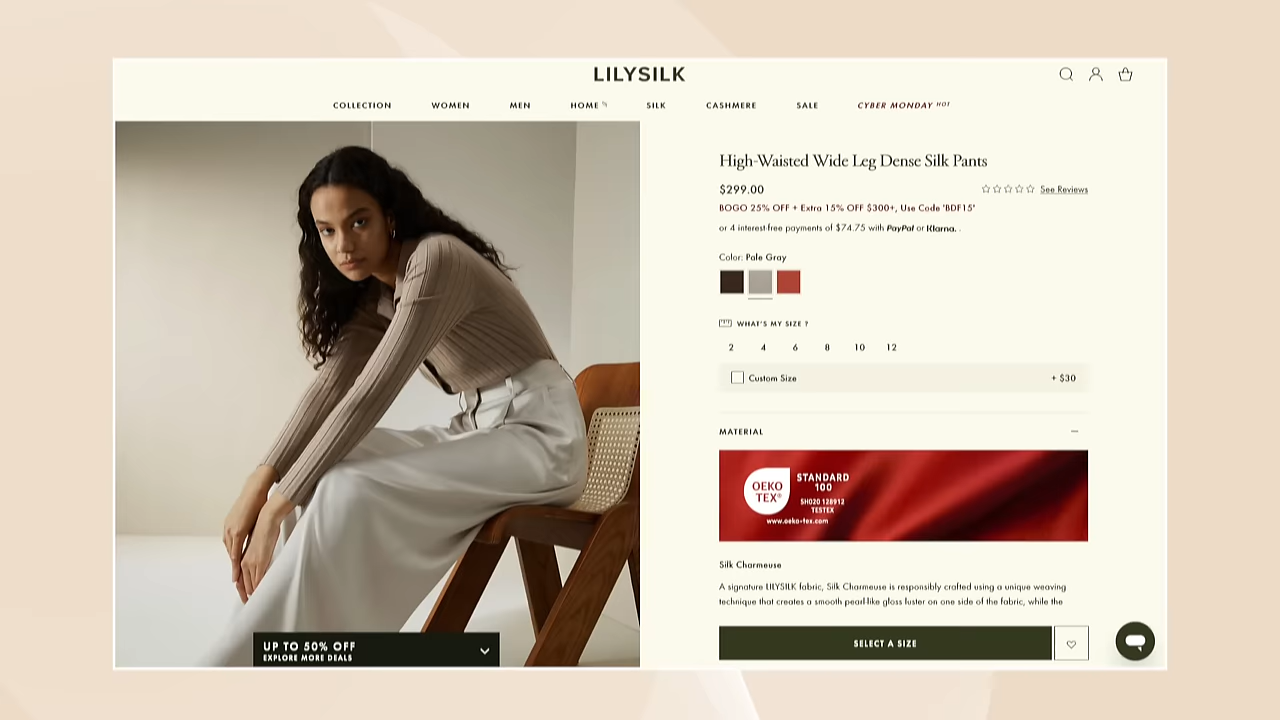 LILYSILK
COLLECTION WOMEN MEN HOME SILK CASHMERE SALE CYBER MONDAY HOT
High-Waisted Wide Leg Dense Silk Pants
$299.00 See Reviews
BOGO 25% OFF + Extra 15% OFF $300+, Use Code 'BDF15'
or 4 interest-free payments of $74.75 with PayPal or Klarna. .
Color: Pale Gray
WHAT'S MY SIZE ?
2 4 6 8 10 12
Custom Size + $30
MATERIAL
OEKO
TEX®
STANDARD
100
SH020 128912
TESTEX
www.oeko-tex.com
Silk Charmeuse
A signature LILYSILK fabric, Silk Charmeuse is responsibly crafted using a unique weaving
technique that creates a smooth pearl-like gloss luster on one side of the fabric, while the
SELECT A SIZE
UP TO 50% OFF
EXPLORE MORE DEALS